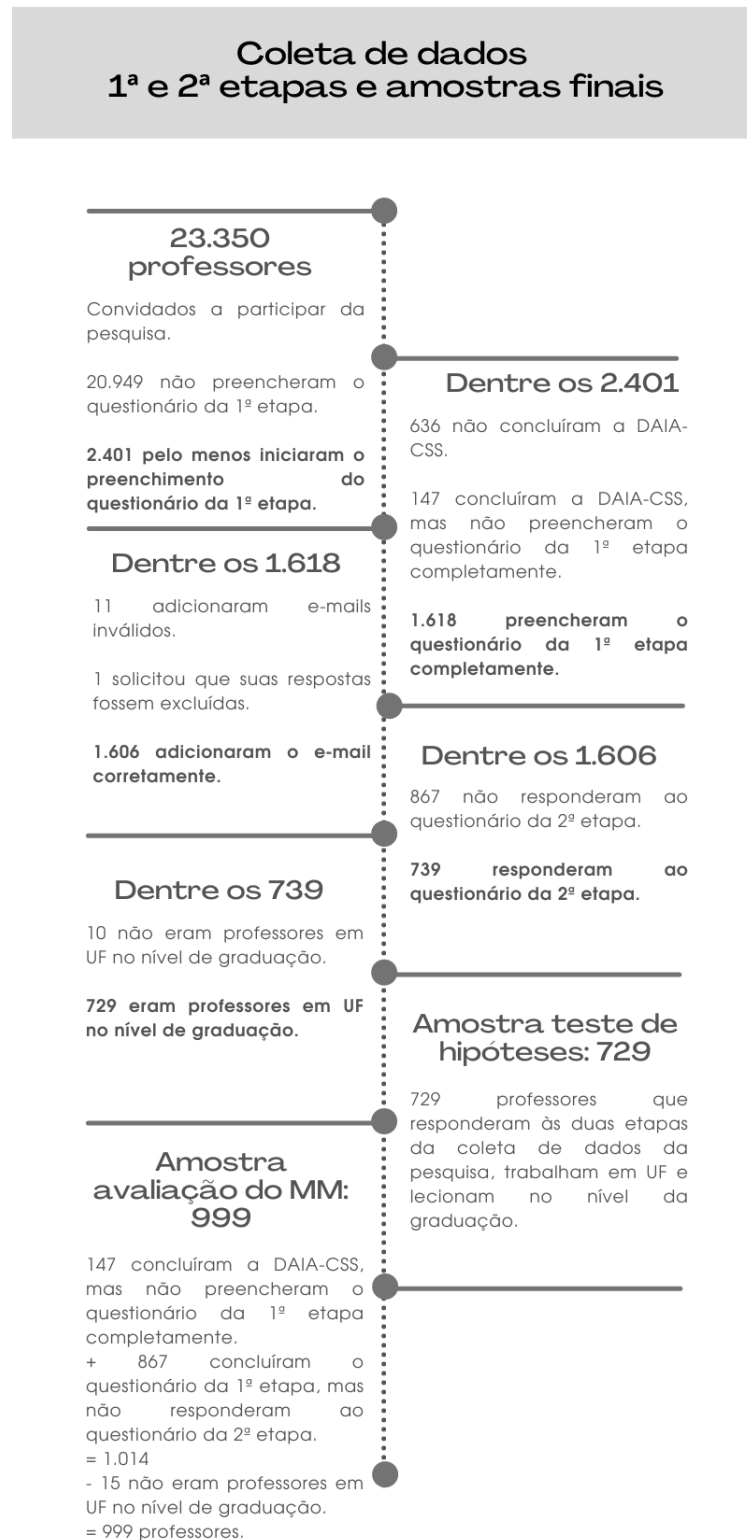 Coleta de dados
1ª e 2ª etapas e amostras finais
23.350
professores
Convidados a participar da
pesquisa.
20.949 não preencheram o
questionário da 1ª etapa.
2.401 pelo menos iniciaram o
preenchimento do
questionário da 1ª etapa.
Dentre os 2.401
636 não concluíram a DAIA-
CSS.
147 concluíram a DAIA-CSS,
mas não preencheram o
questionário da 1ª etapa
completamente.
1.618 preencheram o
questionário da 1ª etapa
completamente.
Dentre os 1.618
11 adicionaram e-mails
inválidos.
1 solicitou que suas respostas
fossem excluídas.
1.606 adicionaram o e-mail
corretamente.
Dentre os 1.606
867 não responderam ao
questionário da 2ª etapa.
739 responderam ao
questionário da 2ª etapa.
Dentre os 739
10 não eram professores em
UF no nível de graduação.
729 eram professores em UF
no nível de graduação.
Amostra teste de
hipóteses: 729
729 professores que
responderam às duas etapas
da coleta de dados da
pesquisa, trabalham em UF e
lecionam no nível da
graduação.
Amostra
avaliação do MM:
999
147 concluíram a DAIA-CSS,
mas não preencheram o
questionário da 1ª etapa
completamente.
+ 867 concluíram o
questionário da 1ª etapa, mas
não responderam ao
questionário da 2ª etapa.
= 1.014
- 15 não eram professores em
UF no nível de graduação.
= 999 professores.